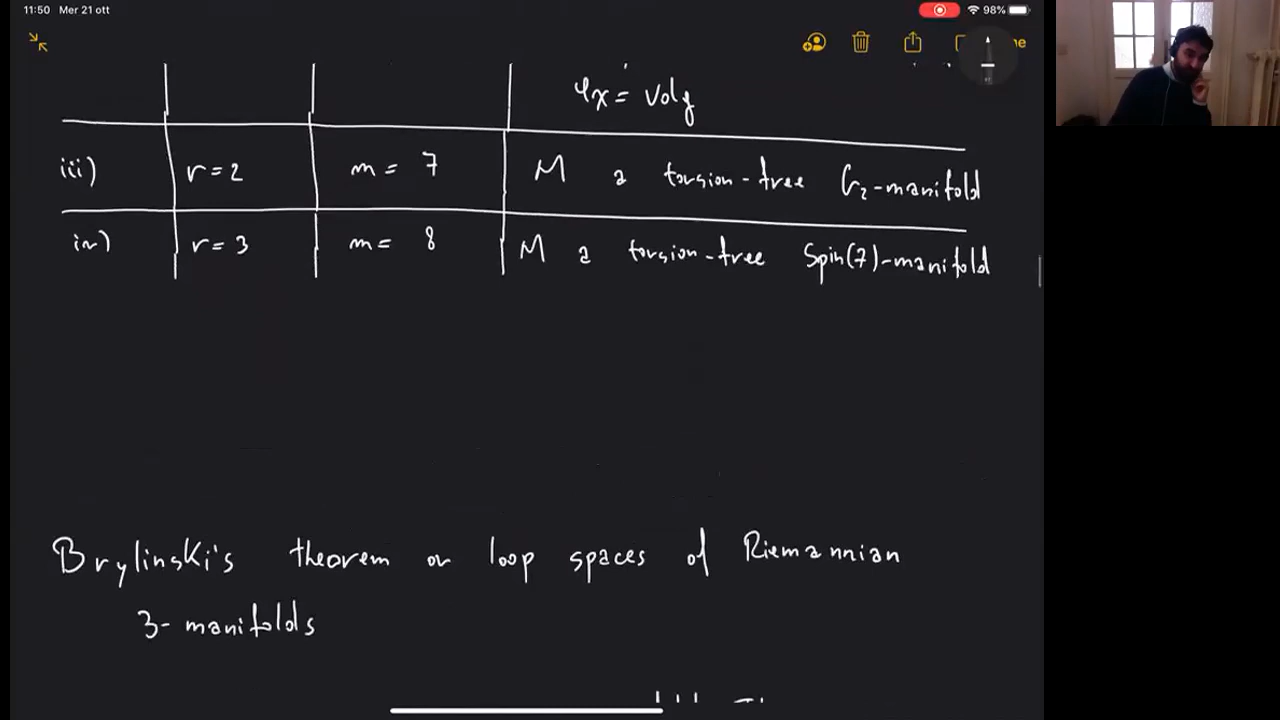 11:50 Mer 21 ott 98%
φχ = vol_g
iii) r = 2 m = 7 M a torsion-free G₂-manifold
iv) r = 3 m = 8 M a torsion-free Spin(7)-manifold
Brylinski's theorem on loop spaces of Riemannian
3-manifolds